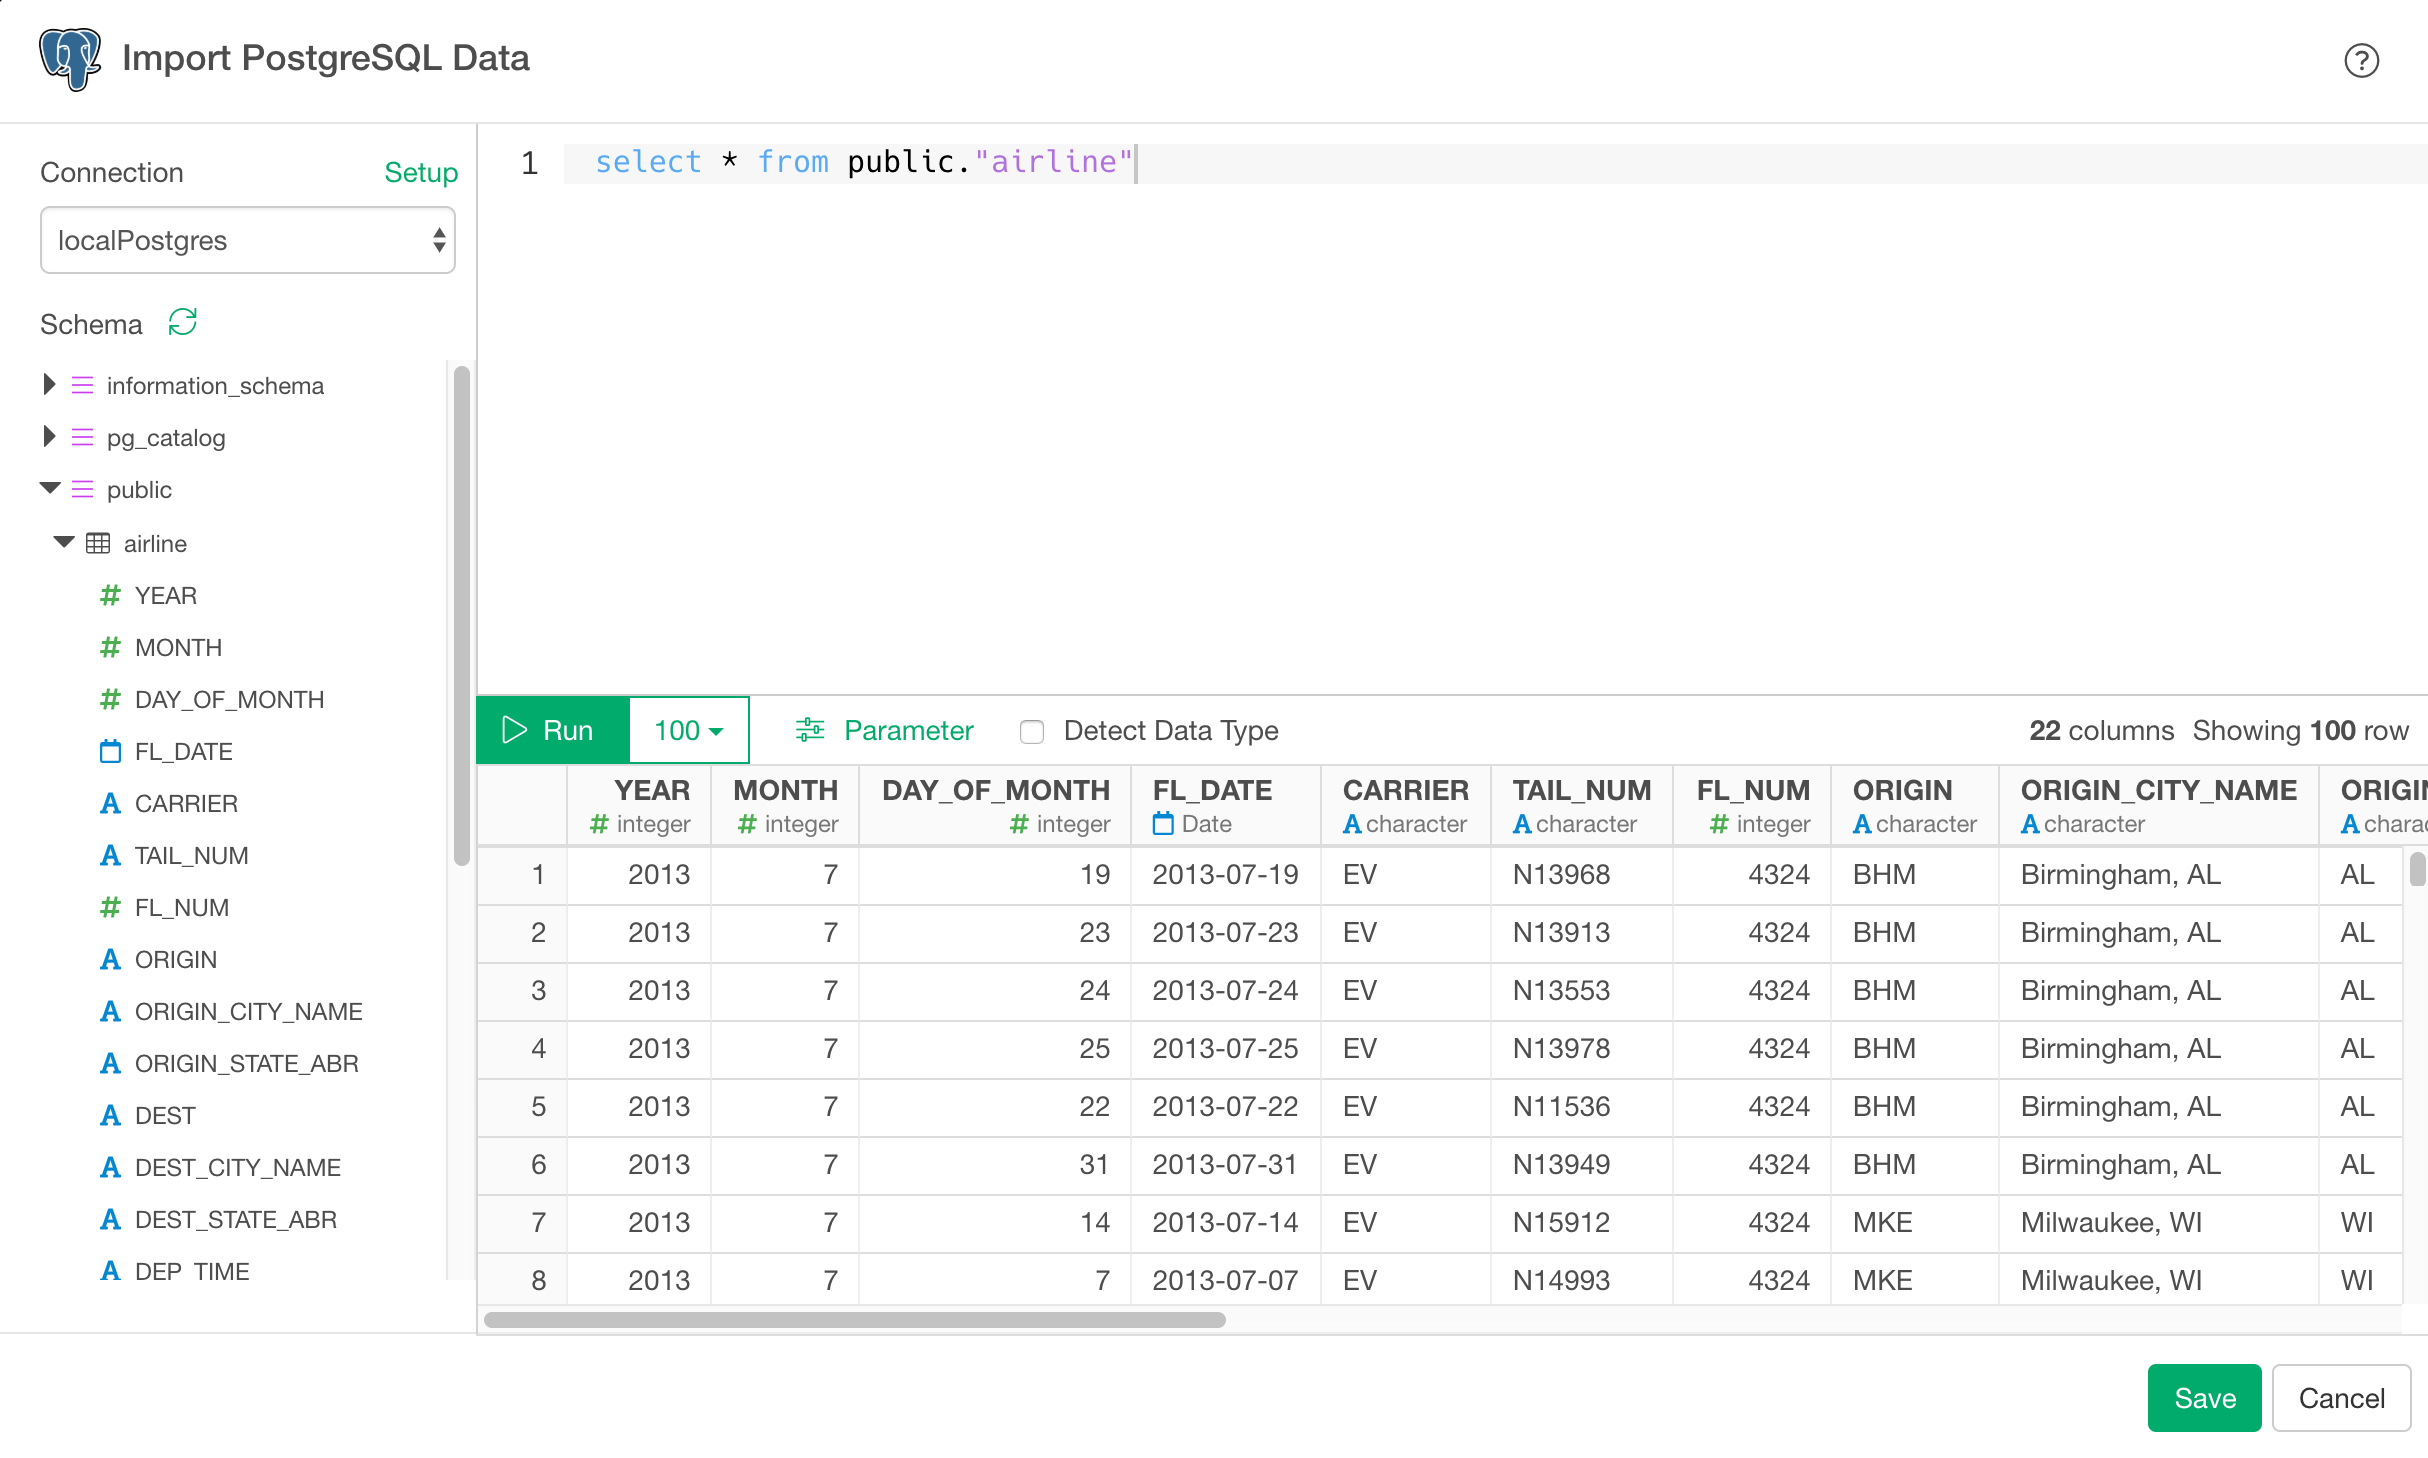 Import PostgreSQL Data
?
Connection Setup
localPostgres
Schema
information_schema
pg_catalog
public
airline
# YEAR
# MONTH
# DAY_OF_MONTH
FL_DATE
A CARRIER
A TAIL_NUM
# FL_NUM
A ORIGIN
A ORIGIN_CITY_NAME
A ORIGIN_STATE_ABR
A DEST
A DEST_CITY_NAME
A DEST_STATE_ABR
A DEP_TIME
1 select * from public."airline"
Run 100 Parameter Detect Data Type 22 columns Showing 100 row
YEAR MONTH DAY_OF_MONTH FL_DATE CARRIER TAIL_NUM FL_NUM ORIGIN ORIGIN_CITY_NAME ORIGIN
# integer # integer # integer Date A character A character # integer A character A character A charac
1 2013 7 19 2013-07-19 EV N13968 4324 BHM Birmingham, AL AL
2 2013 7 23 2013-07-23 EV N13913 4324 BHM Birmingham, AL AL
3 2013 7 24 2013-07-24 EV N13553 4324 BHM Birmingham, AL AL
4 2013 7 25 2013-07-25 EV N13978 4324 BHM Birmingham, AL AL
5 2013 7 22 2013-07-22 EV N11536 4324 BHM Birmingham, AL AL
6 2013 7 31 2013-07-31 EV N13949 4324 BHM Birmingham, AL AL
7 2013 7 14 2013-07-14 EV N15912 4324 MKE Milwaukee, WI WI
8 2013 7 7 2013-07-07 EV N14993 4324 MKE Milwaukee, WI WI
Save Cancel